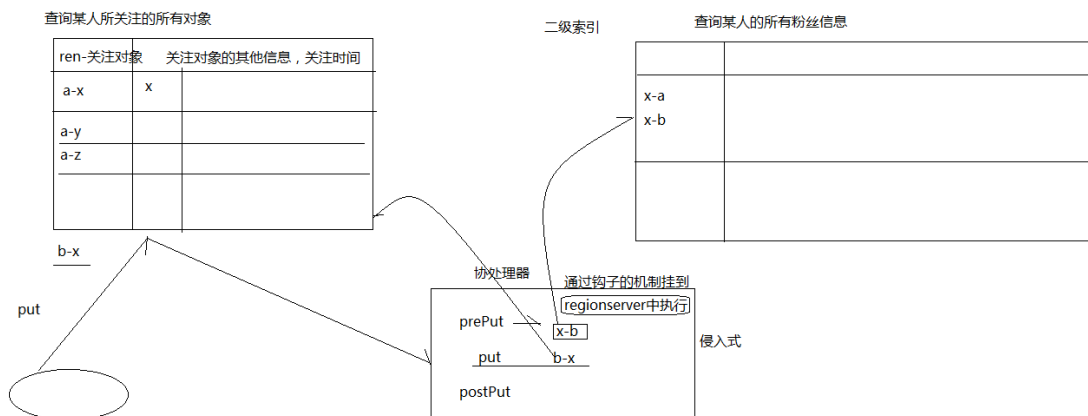 查询某人所关注的所有对象
ren-关注对象 关注对象的其他信息，关注时间
a-x x
a-y
a-z
b-x
put
二级索引
查询某人的所有粉丝信息
x-a
x-b
协处理器
通过钩子的机制挂到
regionserver中执行
prePut
x-b
put b-x
postPut
侵入式